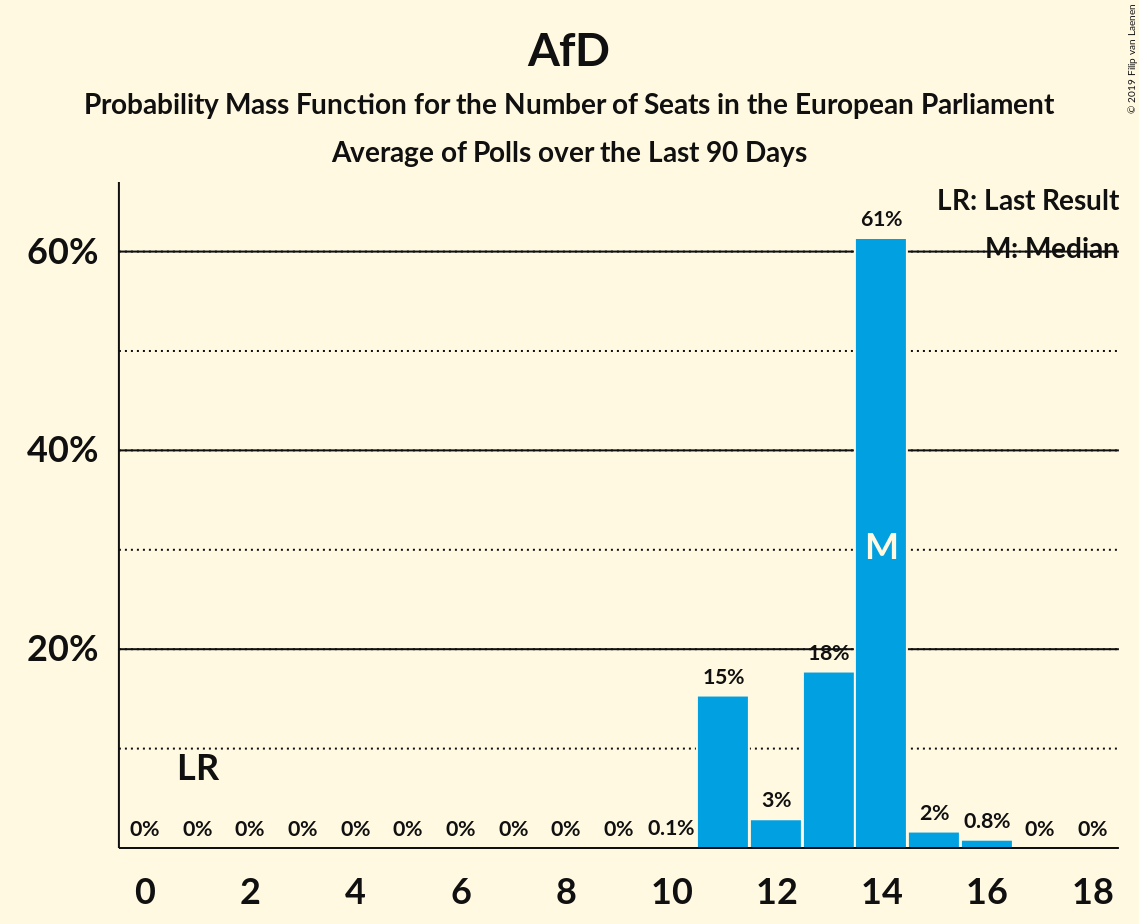 AfD
Probability Mass Function for the Number of Seats in the European Parliament
Average of Polls over the Last 90 Days
© 2019 Filip van Laenen
LR: Last Result
M: Median
60%
40%
20%
61%
18%
15%
3%
2%
0.8%
0.1%
M
LR
0% 0% 0% 0% 0% 0% 0% 0% 0% 0% 0% 0%
0 2 4 6 8 10 12 14 16 18